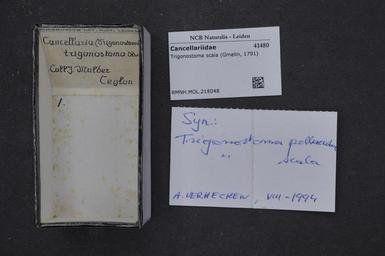 Cancellaria (Trigonostoma)
trigonostoma
Coll. J. Mulder
Ceylon
1.
NCB Naturalis - Leiden
Cancellariidae 41480
Trigonostoma scala (Gmelin, 1791)
RMNH.MOL.218048
Syn.:
Trigonostoma pellucida
" scala
A. VERHECKEN, VIII-1994